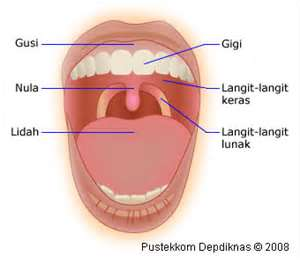 Gusi
Gigi
Nula
Langit-langit
keras
Lidah
Langit-langit
lunak
Pustekkom Depdiknas © 2008